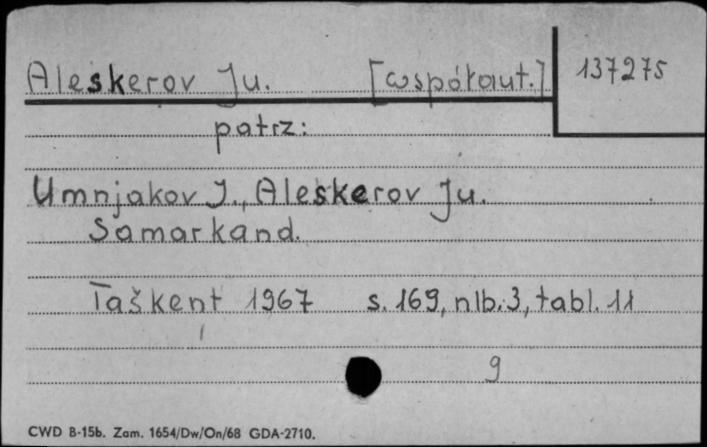 Aleskerov Ju. [współaut.] 137275
patrz:
Umnjakov I., Aleskerov Ju.
Samarkand.
Taškent 1967 s. 169, nlb. 3, tabl. 11
9
CWD B-15b. Zam. 1654/Dw/On/68 GDA-2710.